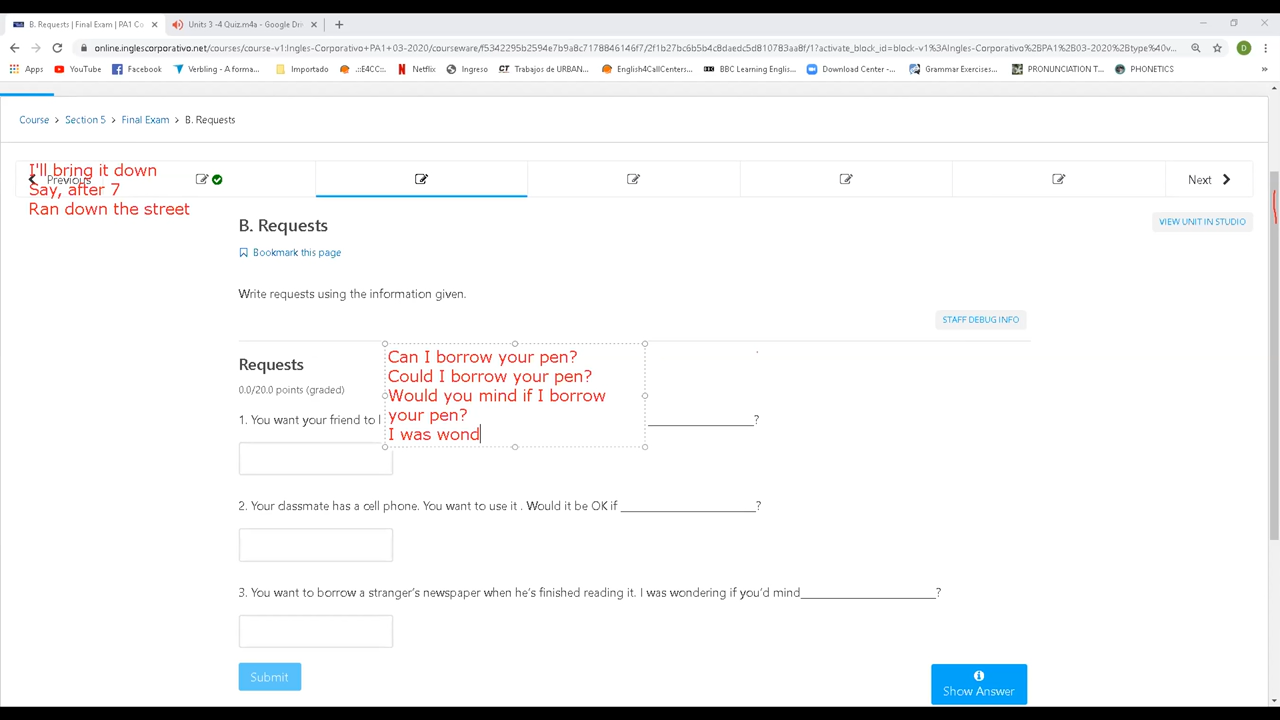 B. Requests | Final Exam | PA1 Co
Units 3 -4 Quiz.m4a - Google Dri
online.inglescorporativo.net/courses/course-v1:Ingles-Corporativo+PA1+03-2020/courseware/f5342295b2594e7b9a8c7178846146f7/2f1b27bc6b5b4c8daedc5d810783aa8f/1?activate_block_id=block-v1%3AIngles-Corporativo%2BPA1%2B03-2020%2Btype%40v...
D
Apps YouTube Facebook Verbling - A forma... Importado .::E4CC::. Netflix Ingreso Trabajos de URBAN... English4CallCenters... BBC Learning Englis... Download Center -... Grammar Exercises... PRONUNCIATION T... PHONETICS
Course > Section 5 > Final Exam > B. Requests
I'll bring it down
Previous
Next
Say, after 7
Ran down the street
B. Requests
VIEW UNIT IN STUDIO
Bookmark this page
Write requests using the information given.
STAFF DEBUG INFO
Requests
0.0/20.0 points (graded)
Can I borrow your pen?
Could I borrow your pen?
Would you mind if I borrow
your pen?
I was wond
1. You want your friend to l _______________?
2. Your classmate has a cell phone. You want to use it . Would it be OK if ___________________?
3. You want to borrow a stranger's newspaper when he's finished reading it. I was wondering if you'd mind___________________?
Submit
Show Answer